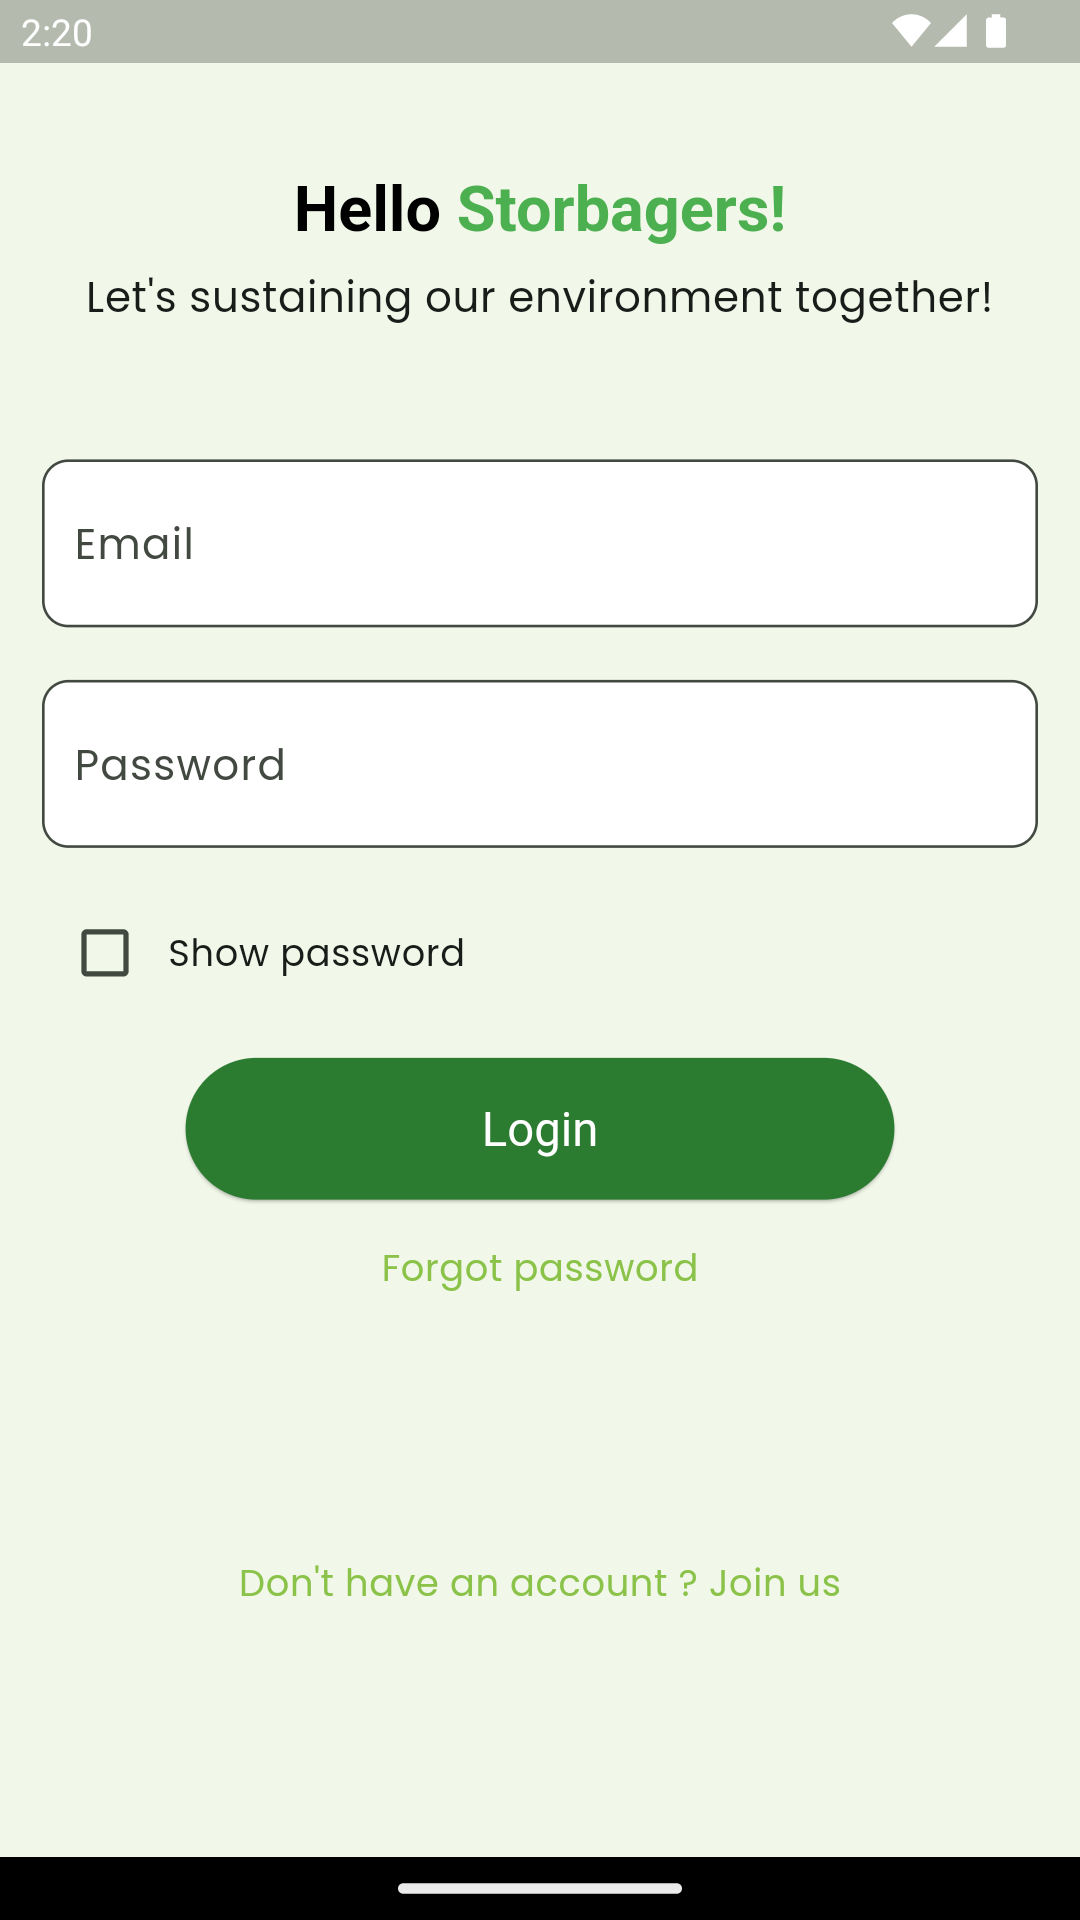 2:20
Hello Storbagers!
Let's sustaining our environment together!
Email
Password
Show password
Login
Forgot password
Don't have an account ? Join us